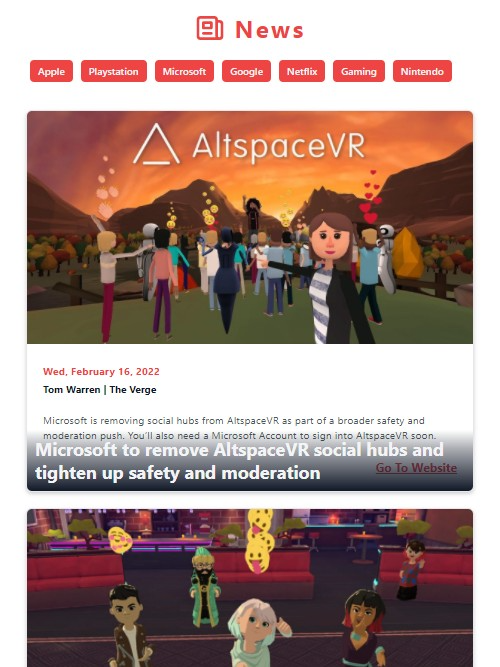 News
Apple Playstation Microsoft Google Netflix Gaming Nintendo
AltspaceVR
Wed, February 16, 2022
Tom Warren | The Verge
Microsoft is removing social hubs from AltspaceVR as part of a broader safety and
moderation push. You'll also need a Microsoft Account to sign into AltspaceVR soon.
Microsoft to remove AltspaceVR social hubs and
tighten up safety and moderation
Go To Website